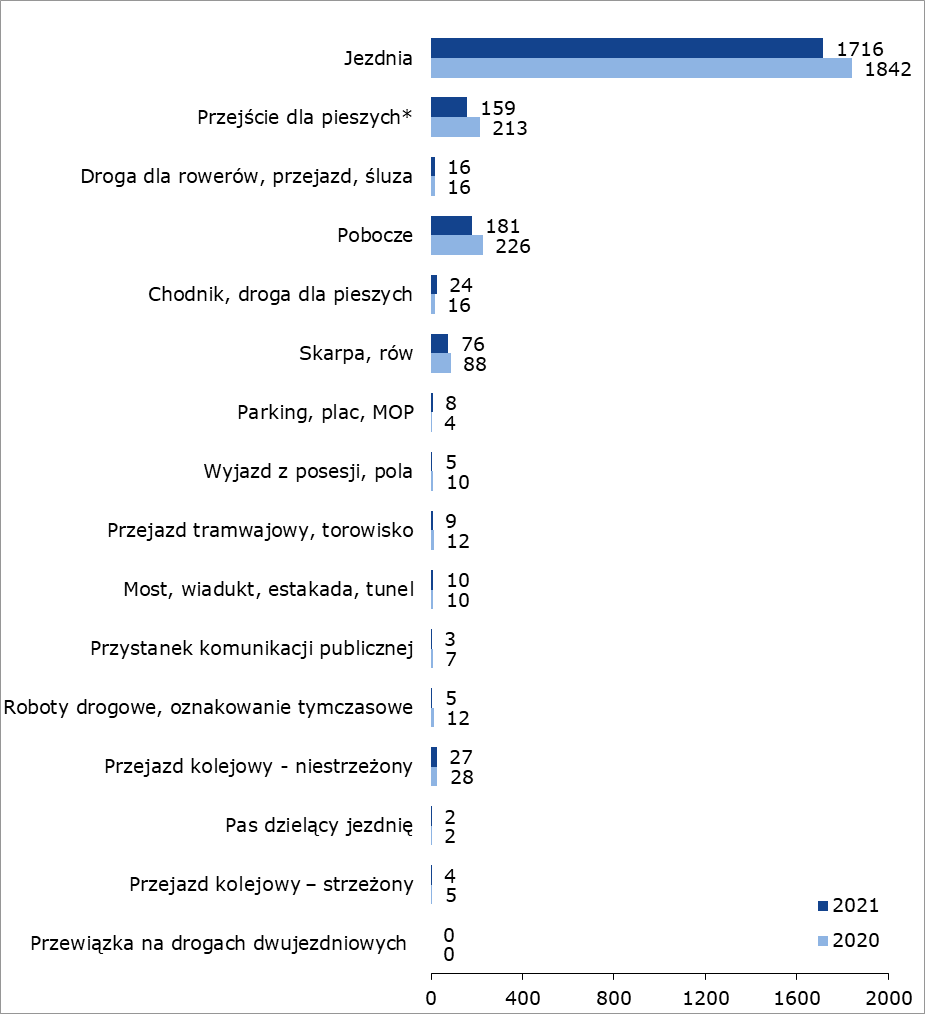 Jezdnia
1716
1842
Przejście dla pieszych*
159
213
Droga dla rowerów, przejazd, śluza
16
16
Pobocze
181
226
Chodnik, droga dla pieszych
24
16
Skarpa, rów
76
88
Parking, plac, MOP
8
4
Wyjazd z posesji, pola
5
10
Przejazd tramwajowy, torowisko
9
12
Most, wiadukt, estakada, tunel
10
10
Przystanek komunikacji publicznej
3
7
Roboty drogowe, oznakowanie tymczasowe
5
12
Przejazd kolejowy - niestrzeżony
27
28
Pas dzielący jezdnię
2
2
Przejazd kolejowy – strzeżony
4
5
Przewiązka na drogach dwujezdniowych
0
0
2021
2020
0 400 800 1200 1600 2000